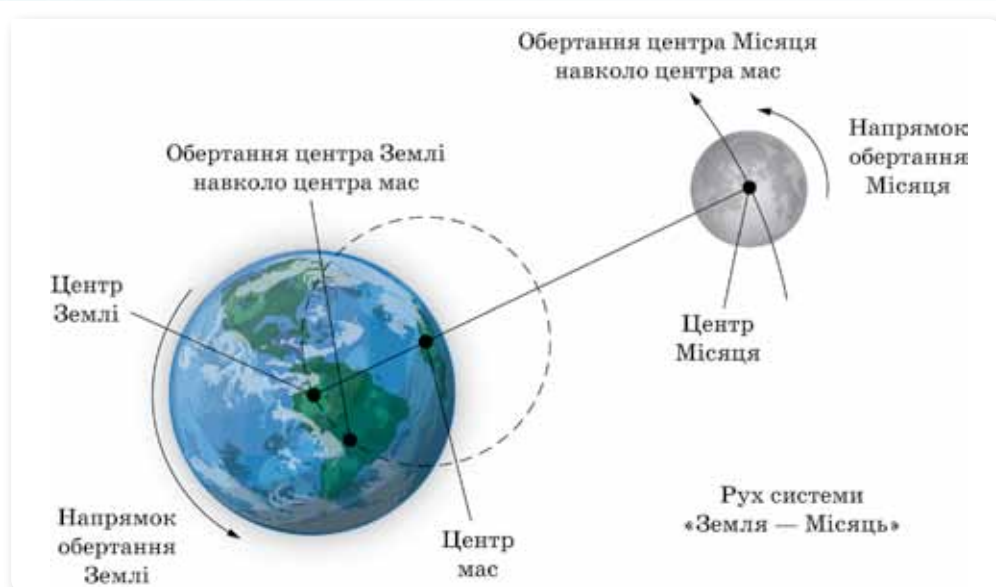 Обертання центра Місяця
навколо центра мас
Напрямок
обертання
Місяця
Обертання центра Землі
навколо центра мас
Центр
Землі
Центр
Місяця
Рух системи
«Земля — Місяць»
Напрямок
обертання
Землі
Центр
мас